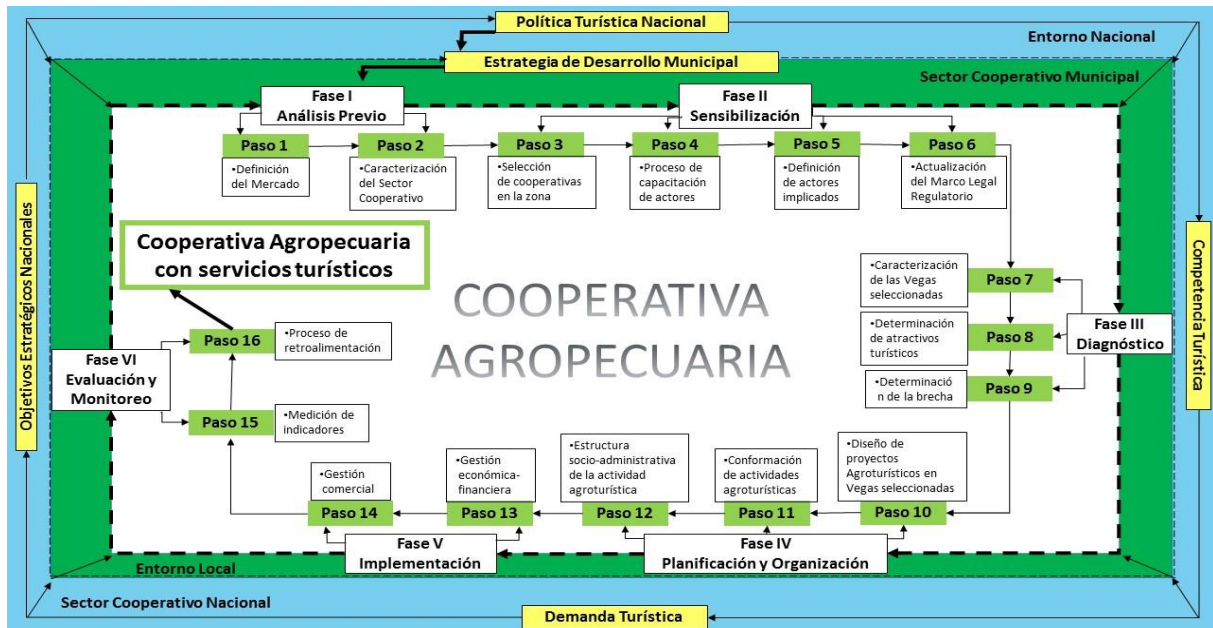 Política Turística Nacional
Entorno Nacional
Estrategia de Desarrollo Municipal
Sector Cooperativo Municipal
Fase I
Análisis Previo
Fase II
Sensibilización
Paso 1
Paso 2
Paso 3
Paso 4
Paso 5
Paso 6
•Definición
del Mercado
•Caracterización
del Sector
Cooperativo
•Selección
de cooperativas
en la zona
•Proceso de
capacitación
de actores
•Definición
de actores
implicados
•Actualización
del Marco Legal
Regulatorio
Objetivos Estratégicos Nacionales
Competencia Turística
Cooperativa Agropecuaria
con servicios turísticos
COOPERATIVA
AGROPECUARIA
•Caracterización
de las Vegas
seleccionadas
Paso 7
•Determinación
de atractivos
turísticos
Paso 8
Fase III
Diagnóstico
•Determinació
n de la brecha
Paso 9
Paso 16
•Proceso de
retroalimentación
Fase VI
Evaluación y
Monitoreo
Paso 15
•Medición de
indicadores
•Gestión
comercial
•Gestión
económica-
financiera
•Estructura
socio-administrativa
de la actividad
agroturística
•Conformación
de actividades
agroturísticas
•Diseño de
proyectos
Agroturísticos en
Vegas seleccionadas
Paso 14
Paso 13
Paso 12
Paso 11
Paso 10
Fase V
Implementación
Fase IV
Planificación y Organización
Entorno Local
Sector Cooperativo Nacional
Demanda Turística